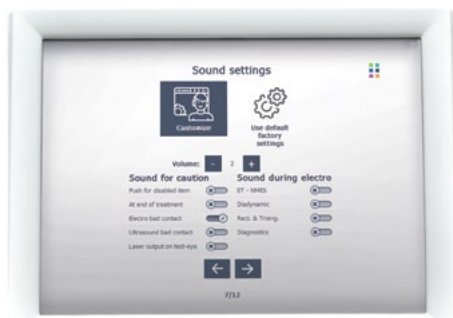 Sound settings
Customize
Use default
factory
settings
Volume: - 2 +
Sound for caution
Push for disabled item
At end of treatment
Electro bad contact
Ultrasound bad contact
Laser output on test-eye
Sound during electro
ET - NMES
Diadynamic
Rect. & Triang.
Diagnostics
7/12